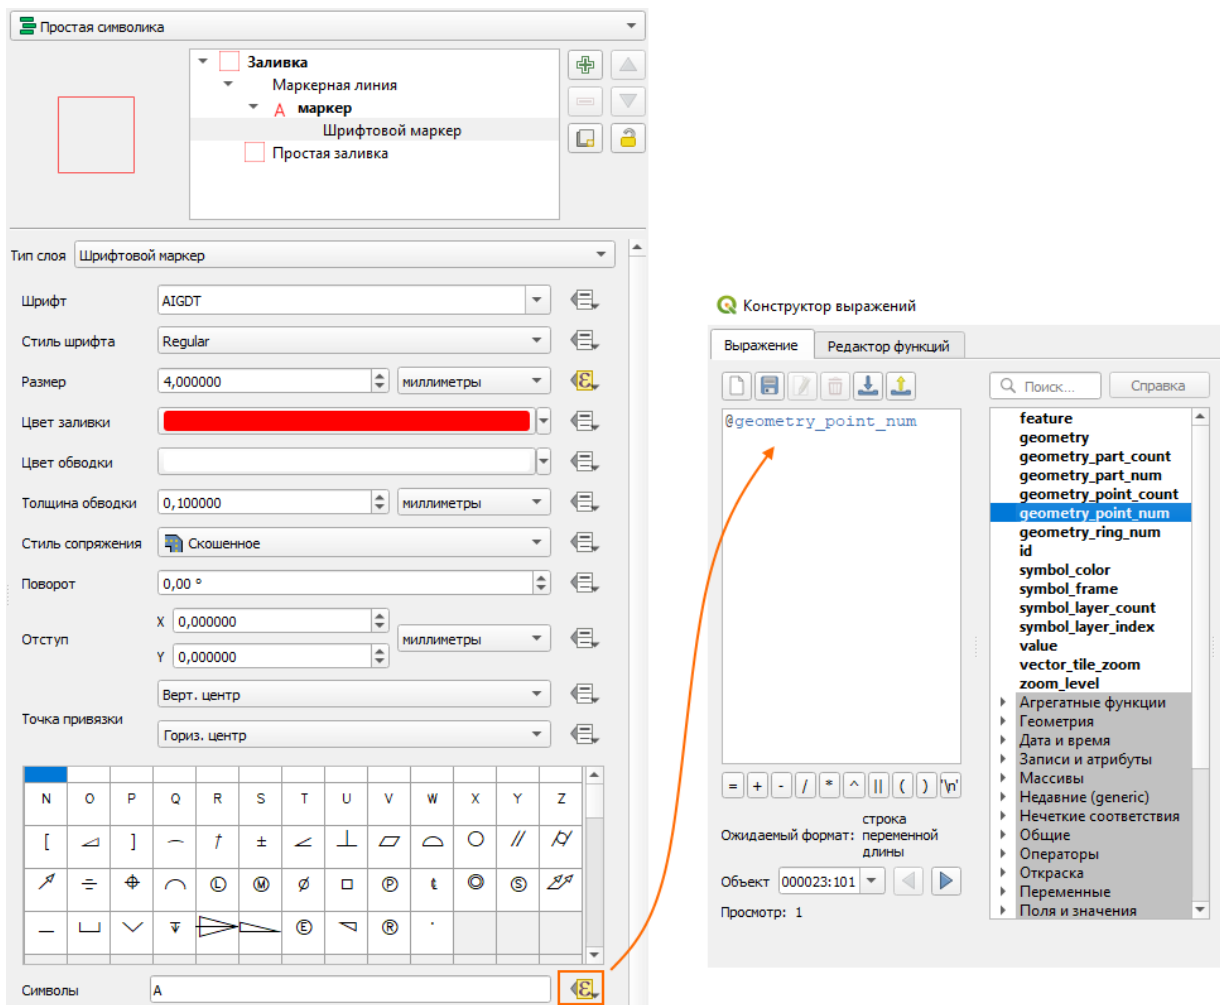 Простая символика
Заливка
Маркерная линия
A маркер
Шрифтовой маркер
Простая заливка
Тип слоя Шрифтовой маркер
Шрифт AIGDT
Стиль шрифта Regular
Размер 4,000000 миллиметры
Цвет заливки
Цвет обводки
Толщина обводки 0,100000 миллиметры
Стиль сопряжения Скошенное
Поворот 0,00 °
Отступ X 0,000000 миллиметры
Y 0,000000
Точка привязки Верт. центр
Гориз. центр
N O P Q R S T U V W X Y Z
[ ⊿ ] ⌒ † ± ∠ ⊥ ▱ ⌓ ○ // ⌭
↗ ÷ ⌖ ⌒ Ⓛ Ⓜ ø □ Ⓟ ŧ ◎ Ⓢ ⌰
Ⓔ Ⓡ .
Символы A
Конструктор выражений
Выражение Редактор функций
Поиск... Справка
@geometry_point_num
= + - / * ^ || ( ) '\n'
Ожидаемый формат: строка переменной длины
Объект 000023:101
Просмотр: 1
feature
geometry
geometry_part_count
geometry_part_num
geometry_point_count
geometry_point_num
geometry_ring_num
id
symbol_color
symbol_frame
symbol_layer_count
symbol_layer_index
value
vector_tile_zoom
zoom_level
Агрегатные функции
Геометрия
Дата и время
Записи и атрибуты
Массивы
Недавние (generic)
Нечеткие соответствия
Общие
Операторы
Откраска
Переменные
Поля и значения